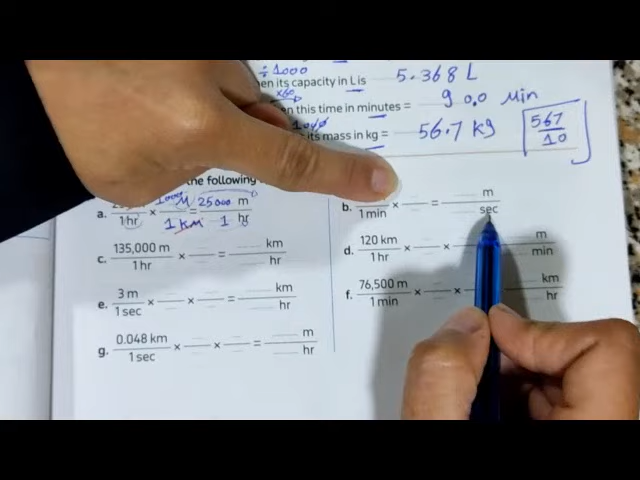 ÷1000
en its capacity in L is 5.368 L
×60
n this time in minutes = 90.0 Min
its mass in kg = 56.7 kg 567/10
the following
a. 1 hr × 1000 M / 1 KM = 25000 m / 1 hr
b. 1 min × = m / sec
c. 135,000 m / 1 hr × = km / hr
d. 120 km / 1 hr × × m / min
e. 3 m / 1 sec × × = km / hr
f. 76,500 m / 1 min × × km / hr
g. 0.048 km / 1 sec × × = m / hr